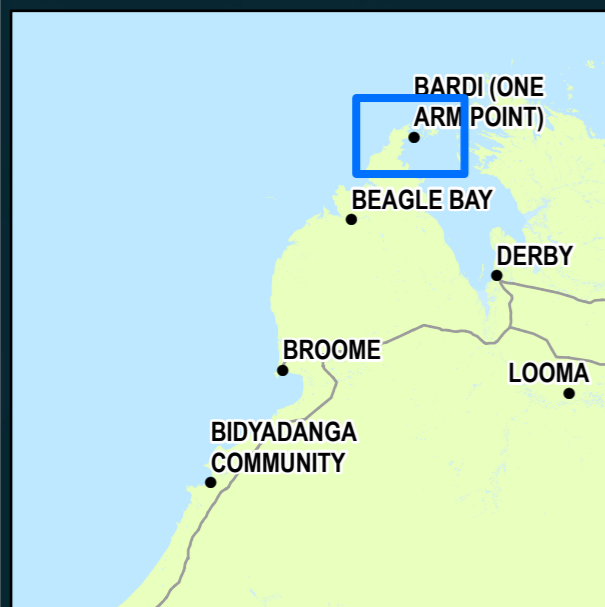 BARDI (ONE
ARM POINT)
BEAGLE BAY
DERBY
BROOME
LOOMA
BIDYADANGA
COMMUNITY